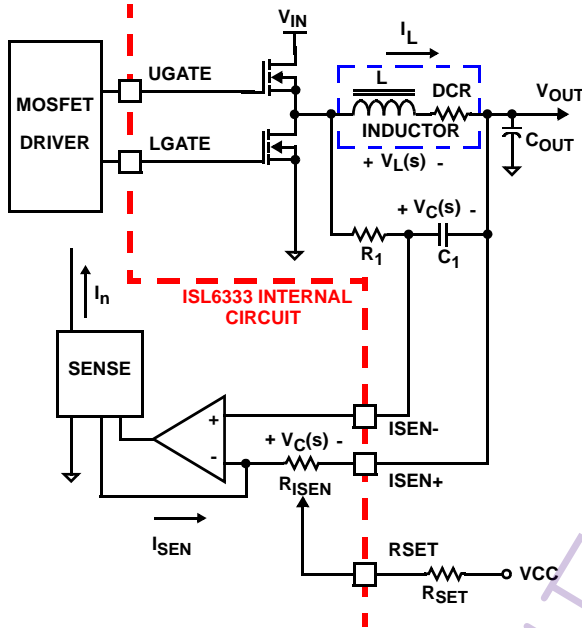 VIN
IL
UGATE
L
DCR
VOUT
MOSFET
DRIVER
INDUCTOR
COUT
LGATE
+ VL(s) -
+ VC(s) -
R1
C1
In
ISL6333 INTERNAL
CIRCUIT
SENSE
+
ISEN-
+ VC(s) -
-
RISEN
ISEN+
ISEN
RSET
VCC
RSET